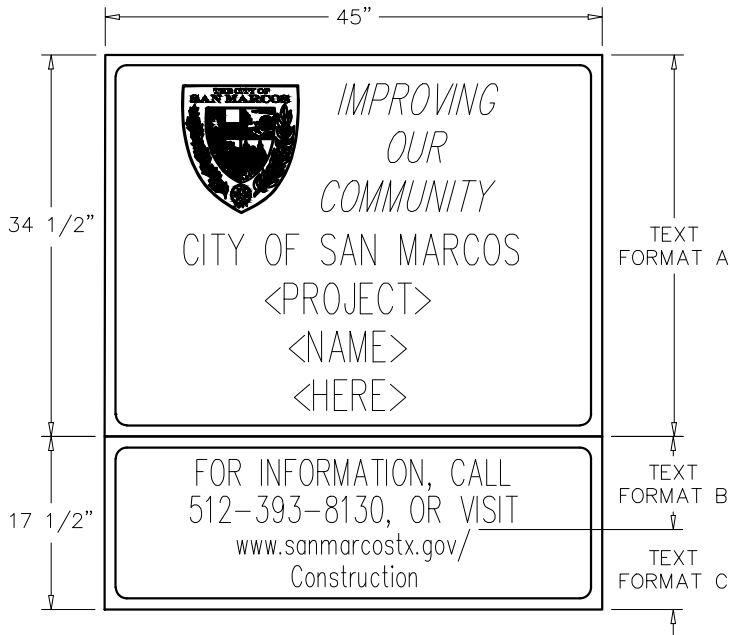 45"
THE CITY OF
SAN MARCOS
IMPROVING
OUR
COMMUNITY
CITY OF SAN MARCOS
<PROJECT>
<NAME>
<HERE>
34 1/2"
TEXT
FORMAT A
FOR INFORMATION, CALL
512-393-8130, OR VISIT
www.sanmarcostx.gov/
Construction
17 1/2"
TEXT
FORMAT B
TEXT
FORMAT C